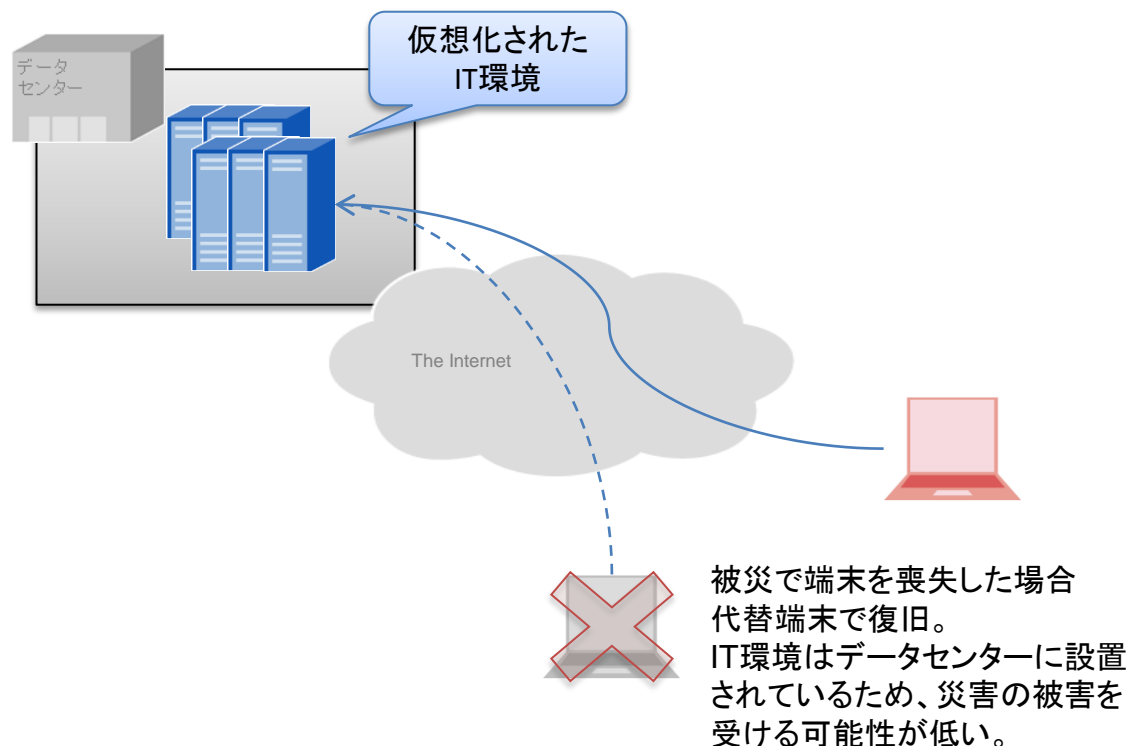 仮想化された
IT環境
データ
センター
The Internet
被災で端末を喪失した場合
代替端末で復旧。
IT環境はデータセンターに設置
されているため、災害の被害を
受ける可能性が低い。